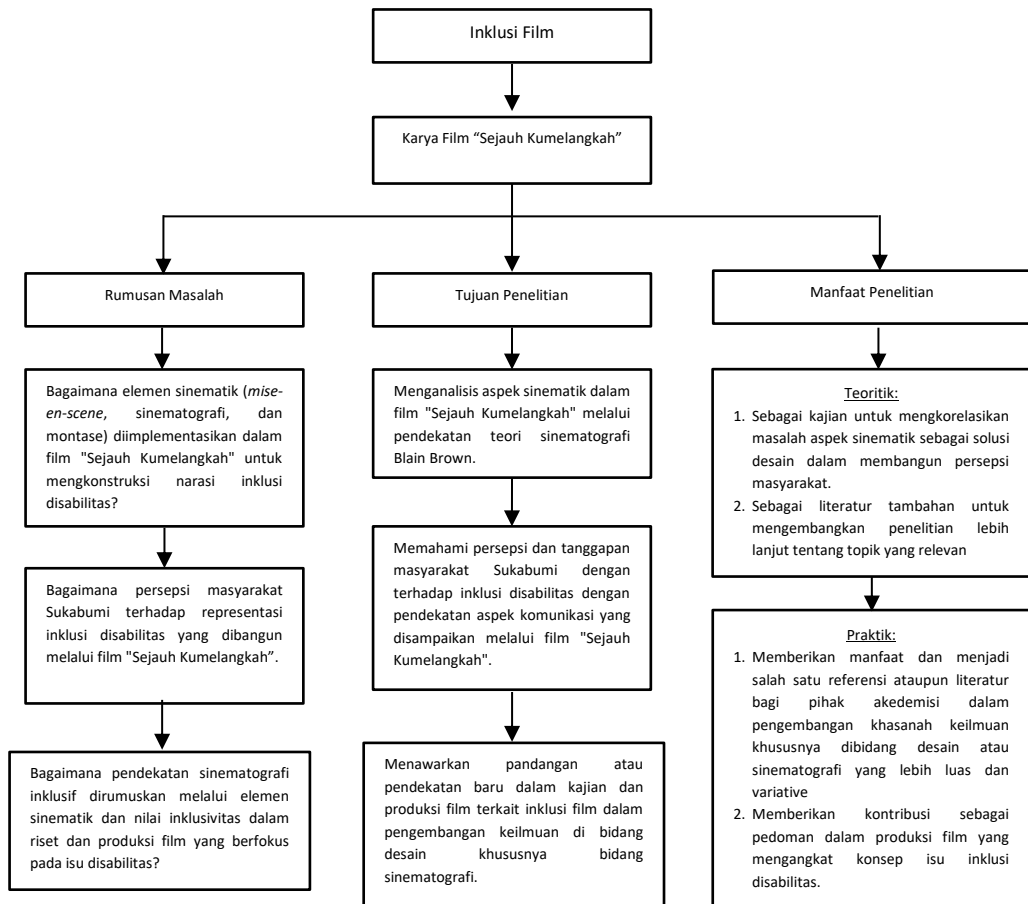 Inklusi Film
Karya Film “Sejauh Kumelangkah”
Rumusan Masalah
Bagaimana elemen sinematik (mise-
en-scene, sinematografi, dan
montase) diimplementasikan dalam
film "Sejauh Kumelangkah" untuk
mengkonstruksi narasi inklusi
disabilitas?
Bagaimana persepsi masyarakat
Sukabumi terhadap representasi
inklusi disabilitas yang dibangun
melalui film "Sejauh Kumelangkah”.
Bagaimana pendekatan sinematografi
inklusif dirumuskan melalui elemen
sinematik dan nilai inklusivitas dalam
riset dan produksi film yang berfokus
pada isu disabilitas?
Tujuan Penelitian
Menganalisis aspek sinematik dalam
film "Sejauh Kumelangkah" melalui
pendekatan teori sinematografi
Blain Brown.
Memahami persepsi dan tanggapan
masyarakat Sukabumi dengan
terhadap inklusi disabilitas dengan
pendekatan aspek komunikasi yang
disampaikan melalui film "Sejauh
Kumelangkah".
Menawarkan pandangan atau
pendekatan baru dalam kajian dan
produksi film terkait inklusi film dalam
pengembangan keilmuan di bidang
desain khususnya bidang
sinematografi.
Manfaat Penelitian
Teoritik:
1. Sebagai kajian untuk mengkorelasikan
masalah aspek sinematik sebagai solusi
desain dalam membangun persepsi
masyarakat.
2. Sebagai literatur tambahan untuk
mengembangkan penelitian lebih
lanjut tentang topik yang relevan
Praktik:
1. Memberikan manfaat dan menjadi
salah satu referensi ataupun literatur
bagi pihak akedemisi dalam
pengembangan khasanah keilmuan
khususnya dibidang desain atau
sinematografi yang lebih luas dan
variative
2. Memberikan kontribusi sebagai
pedoman dalam produksi film yang
mengangkat konsep isu inklusi
disabilitas.